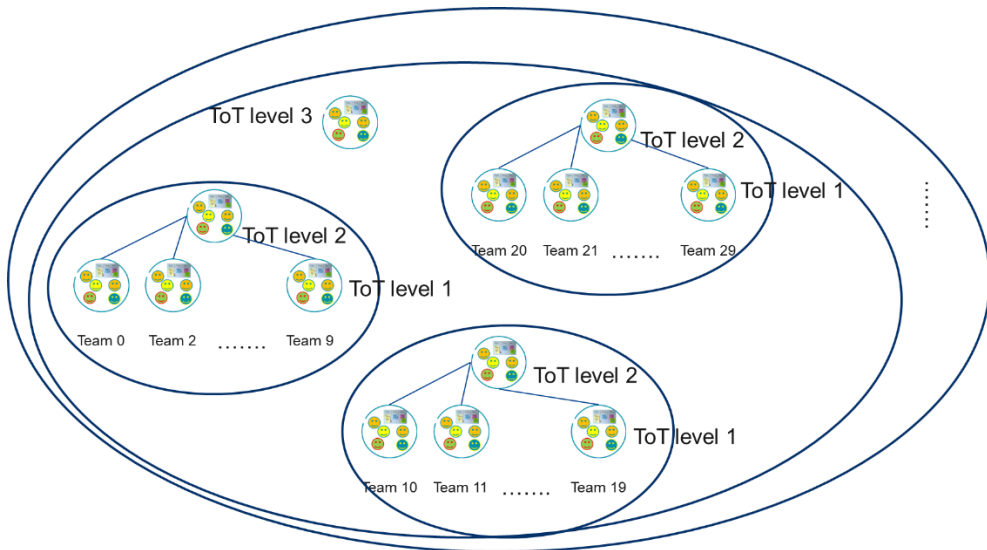 ToT level 3
ToT level 2
ToT level 1
Team 20 Team 21 ....... Team 29
ToT level 2
ToT level 1
Team 0 Team 2 ....... Team 9
ToT level 2
ToT level 1
Team 10 Team 11 ....... Team 19
.......